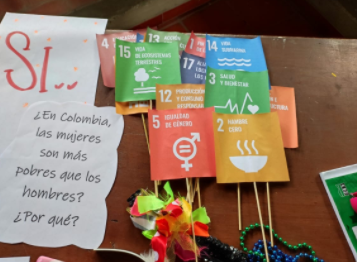 SI..
¿En Colombia,
las mujeres
son más
pobres que los
hombres?
¿Por qué?
4
13
15 VIDA
DE ECOSISTEMAS
TERRESTRES
14 VIDA
SUBMARINA
17
3 SALUD
Y BIENESTAR
12 PRODUCCIÓN
Y CONSUMO
RESPONSABLES
5 IGUALDAD
DE GÉNERO
2 HAMBRE
CERO